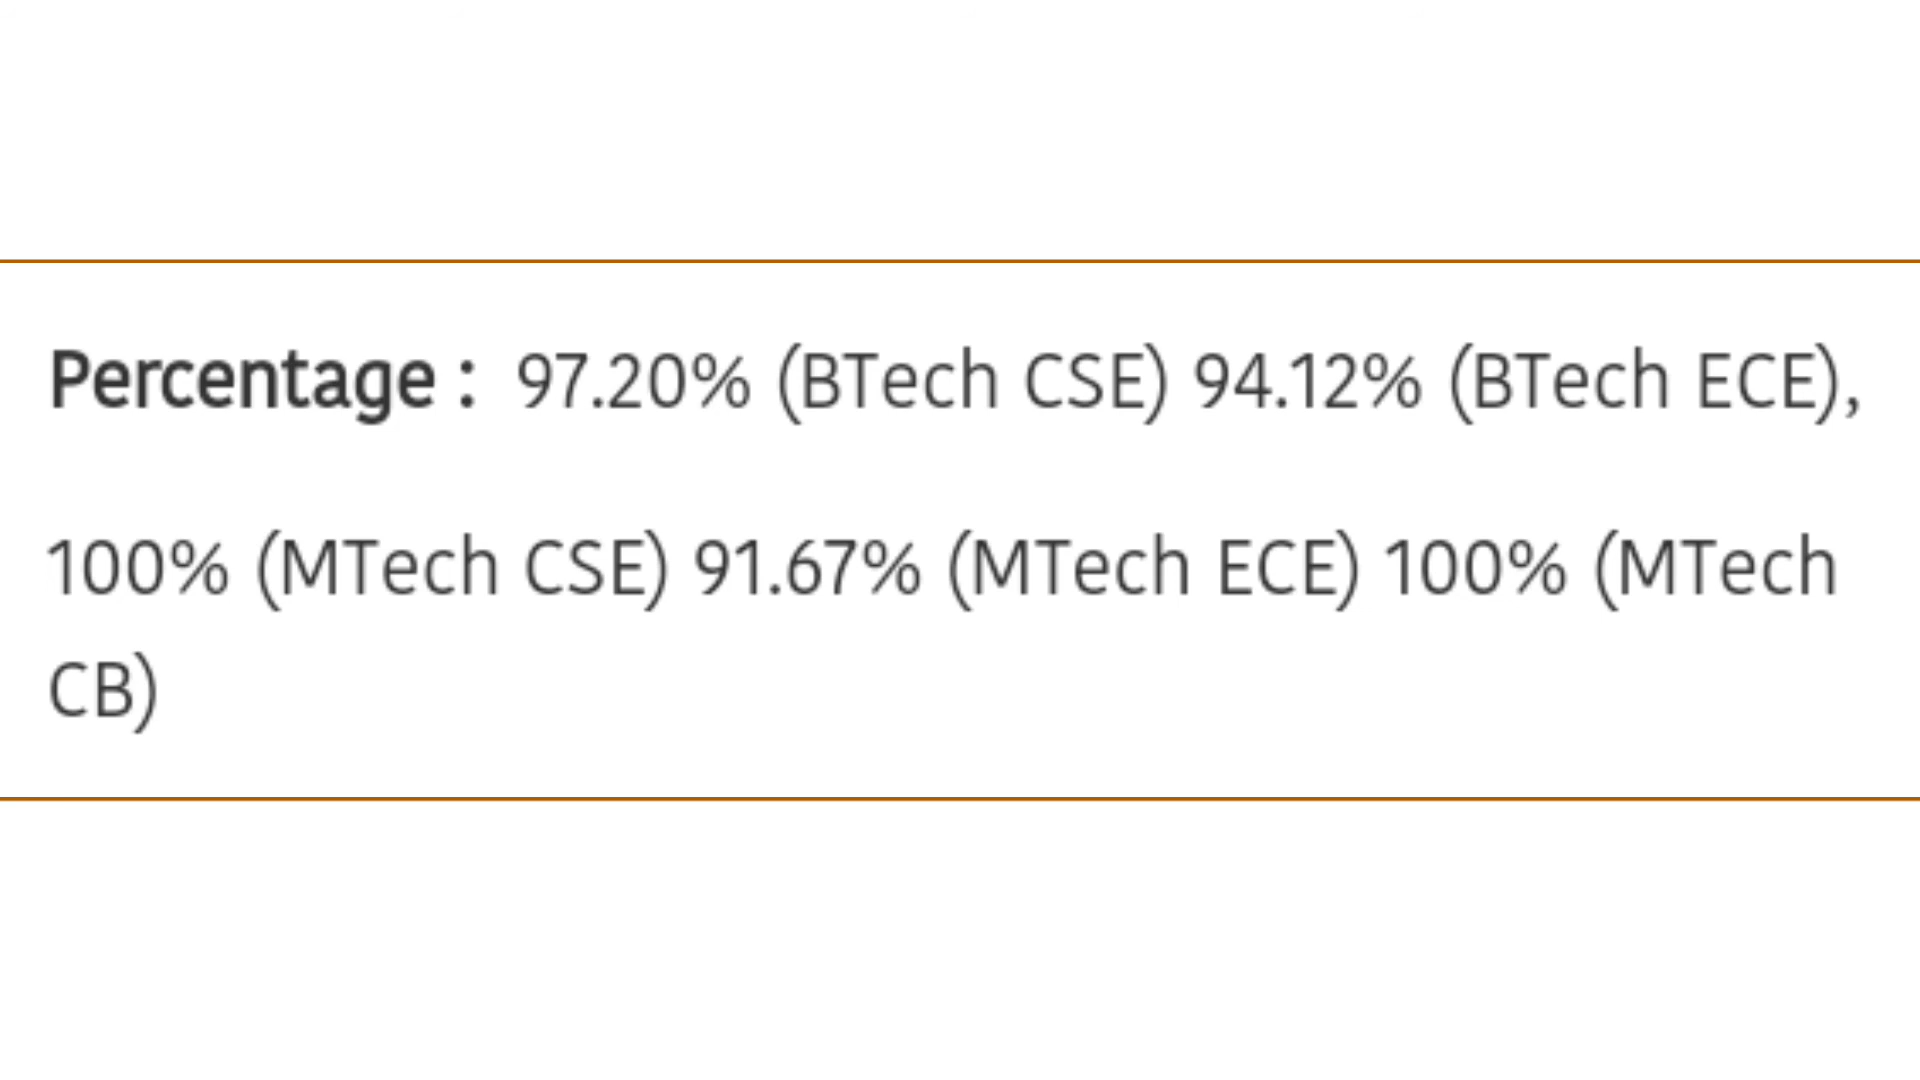 Percentage : 97.20% (BTech CSE) 94.12% (BTech ECE),
100% (MTech CSE) 91.67% (MTech ECE) 100% (MTech
CB)